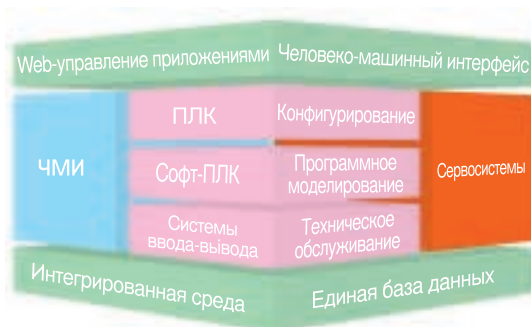 Web-управление приложениями
Человеко-машинный интерфейс
ЧМИ
ПЛК
Софт-ПЛК
Системы
ввода-вывода
Конфигурирование
Программное
моделирование
Техническое
обслуживание
Сервосистемы
Интегрированная среда
Единая база данных